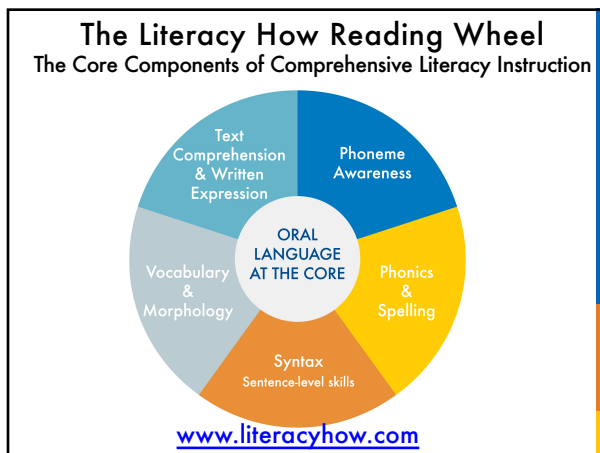 The Literacy How Reading Wheel
The Core Components of Comprehensive Literacy Instruction
Text
Comprehension
& Written
Expression
Phoneme
Awareness
ORAL
LANGUAGE
AT THE CORE
Vocabulary
&
Morphology
Phonics
&
Spelling
Syntax
Sentence-level skills
www.literacyhow.com